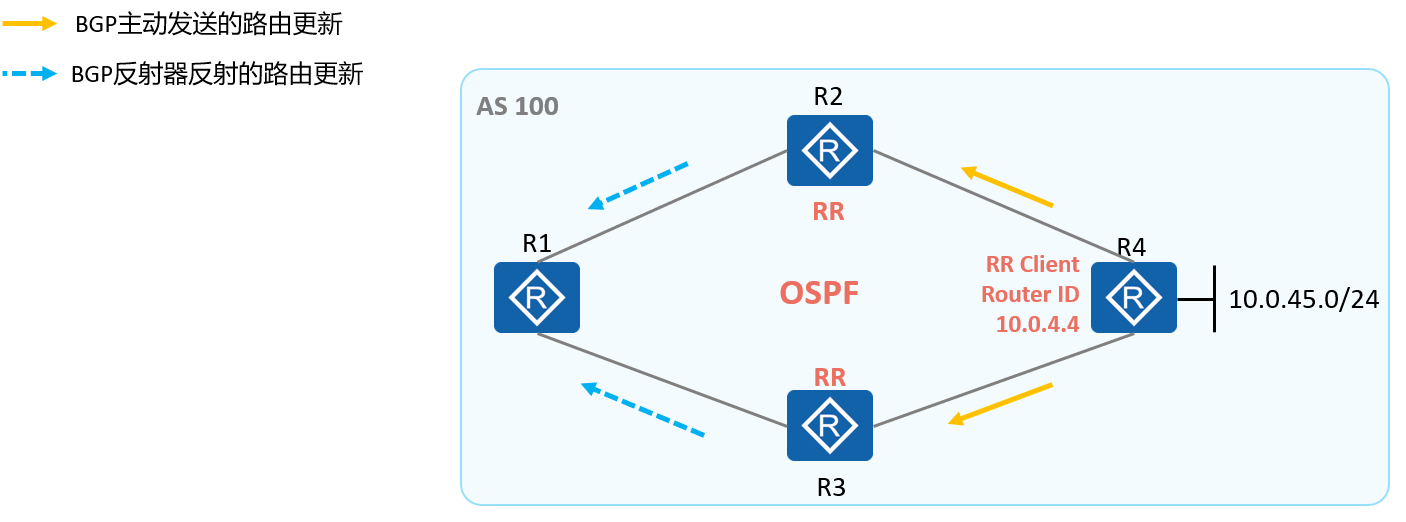 BGP主动发送的路由更新
BGP反射器反射的路由更新
AS 100
R2
R
RR
R1
R
OSPF
R4
RR Client
Router ID
10.0.4.4
R
10.0.45.0/24
RR
R
R3